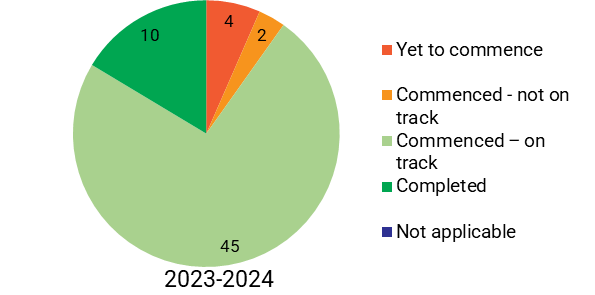 4
2
10
45
2023-2024
Yet to commence
Commenced - not on
track
Commenced – on
track
Completed
Not applicable